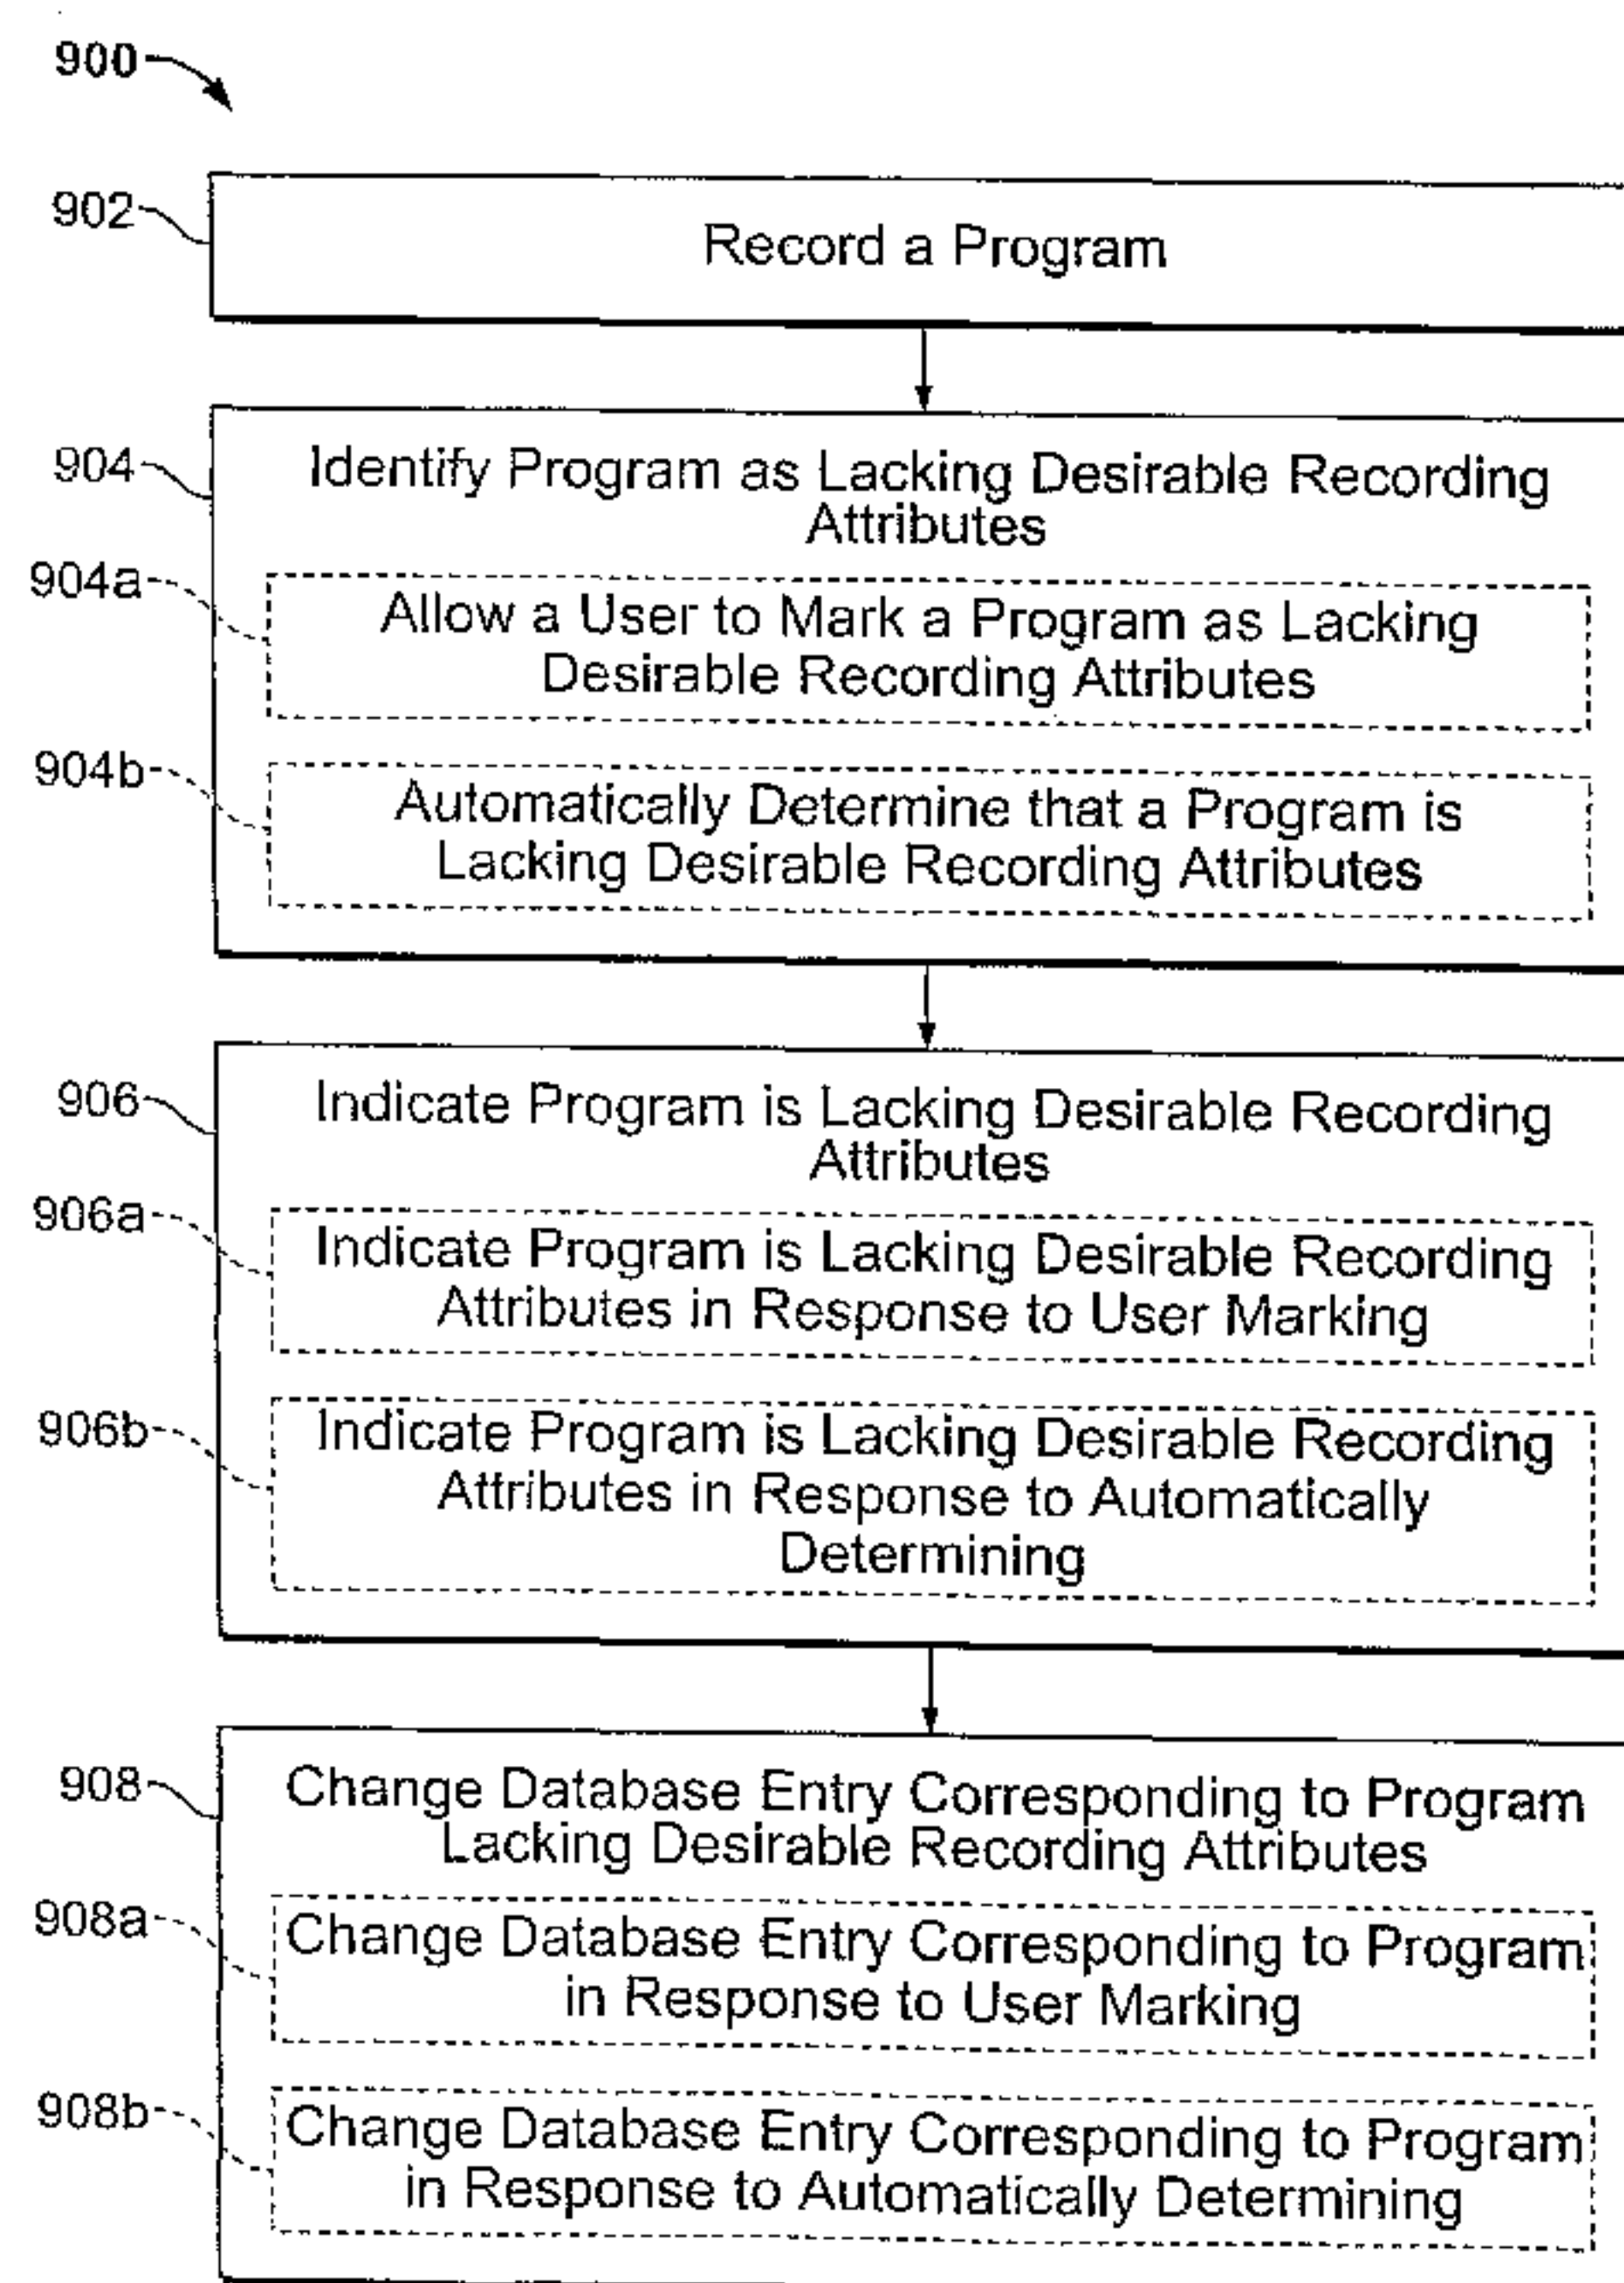 900
902
Record a Program
904
Identify Program as Lacking Desirable Recording
Attributes
904a
Allow a User to Mark a Program as Lacking
Desirable Recording Attributes
904b
Automatically Determine that a Program is
Lacking Desirable Recording Attributes
906
Indicate Program is Lacking Desirable Recording
Attributes
906a
Indicate Program is Lacking Desirable Recording
Attributes in Response to User Marking
906b
Indicate Program is Lacking Desirable Recording
Attributes in Response to Automatically
Determining
908
Change Database Entry Corresponding to Program
Lacking Desirable Recording Attributes
908a
Change Database Entry Corresponding to Program
in Response to User Marking
908b
Change Database Entry Corresponding to Program
in Response to Automatically Determining